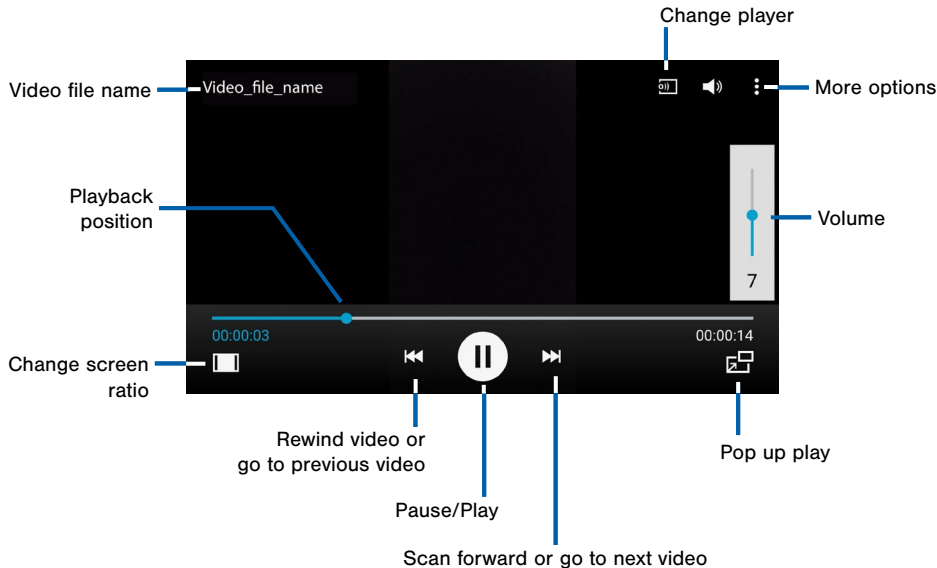 Change player
Video file name
Video_file_name
More options
Playback
position
Volume
7
00:00:03
00:00:14
Change screen
ratio
Rewind video or
go to previous video
Pop up play
Pause/Play
Scan forward or go to next video